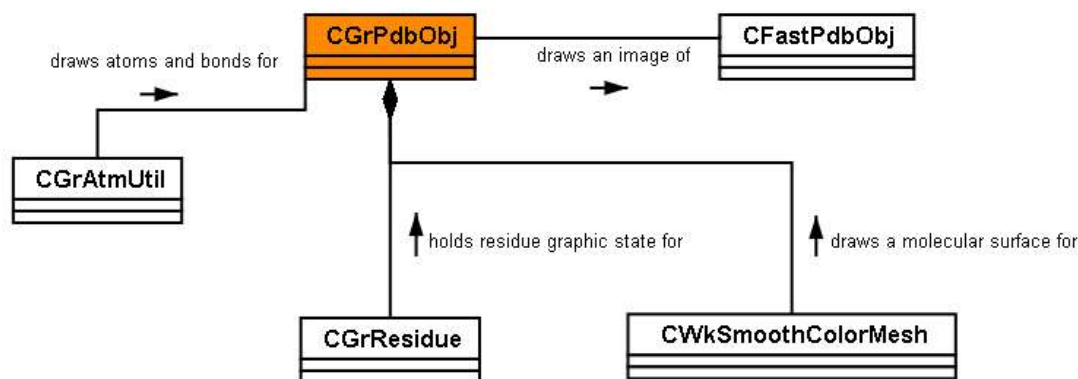 CGrPdbObj
CFastPdbObj
draws atoms and bonds for
draws an image of
CGrAtmUtil
holds residue graphic state for
draws a molecular surface for
CGrResidue
CWkSmoothColorMesh